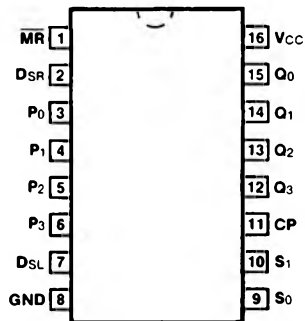 MR 1 16 VCC
DSR 2 15 Q0
P0 3 14 Q1
P1 4 13 Q2
P2 5 12 Q3
P3 6 11 CP
DSL 7 10 S1
GND 8 9 S0